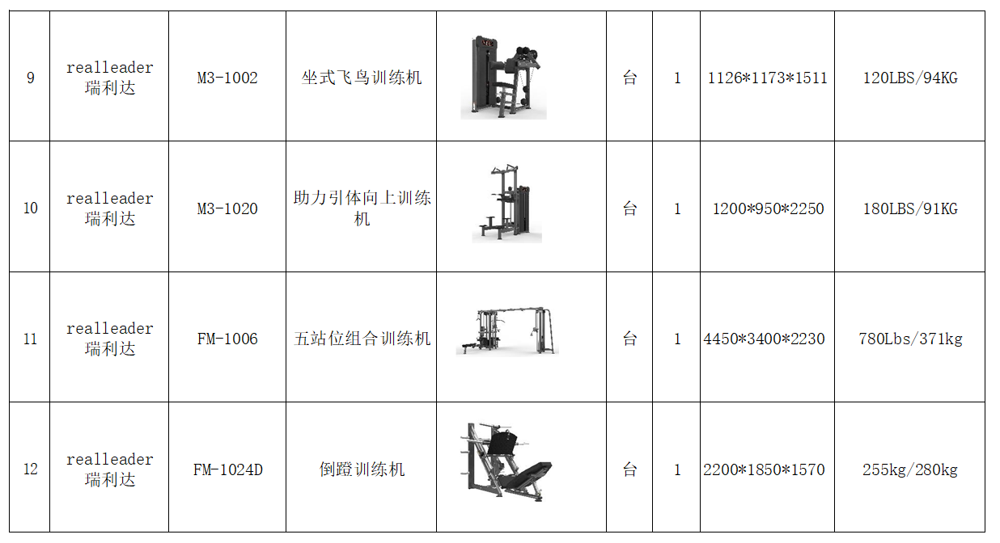 9
realleader
瑞利达
M3-1002
坐式飞鸟训练机
台
1
1126*1173*1511
120LBS/94KG
10
realleader
瑞利达
M3-1020
助力引体向上训练
机
台
1
1200*950*2250
180LBS/91KG
11
realleader
瑞利达
FM-1006
五站位组合训练机
台
1
4450*3400*2230
780Lbs/371kg
12
realleader
瑞利达
FM-1024D
倒蹬训练机
台
1
2200*1850*1570
255kg/280kg